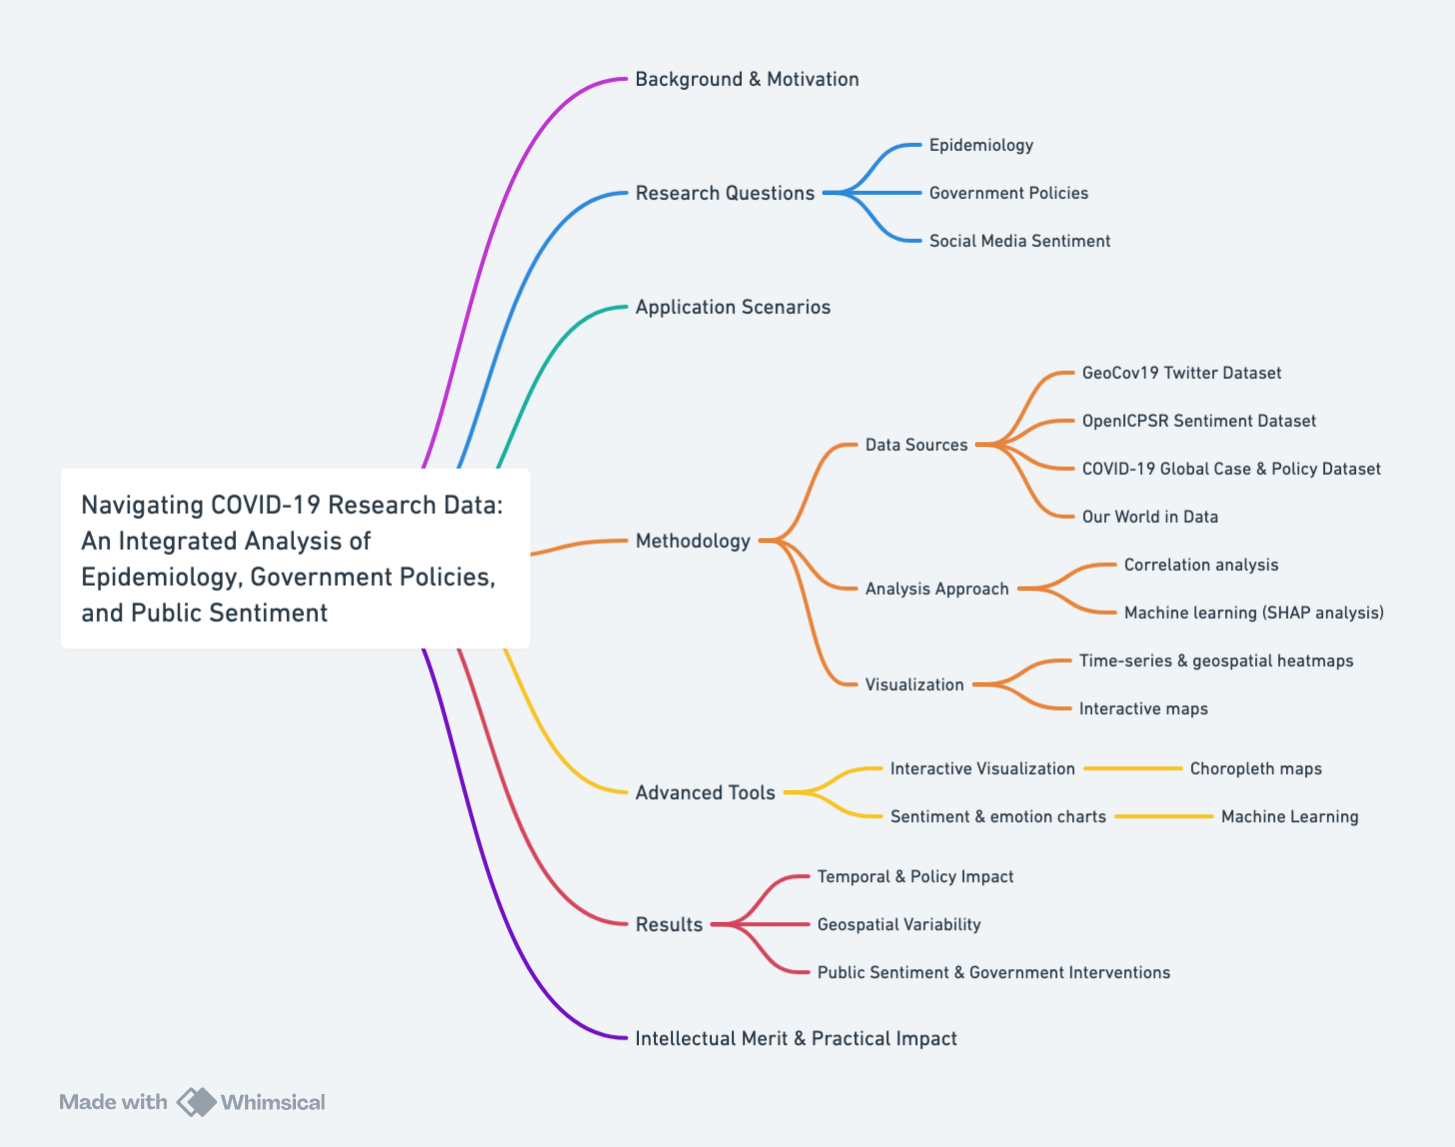 Background & Motivation
Research Questions
Epidemiology
Government Policies
Social Media Sentiment
Application Scenarios
Navigating COVID-19 Research Data:
An Integrated Analysis of
Epidemiology, Government Policies,
and Public Sentiment
Methodology
Data Sources
GeoCov19 Twitter Dataset
OpenICPSR Sentiment Dataset
COVID-19 Global Case & Policy Dataset
Our World in Data
Analysis Approach
Correlation analysis
Machine learning (SHAP analysis)
Visualization
Time-series & geospatial heatmaps
Interactive maps
Advanced Tools
Interactive Visualization
Choropleth maps
Sentiment & emotion charts
Machine Learning
Results
Temporal & Policy Impact
Geospatial Variability
Public Sentiment & Government Interventions
Intellectual Merit & Practical Impact
Made with Whimsical